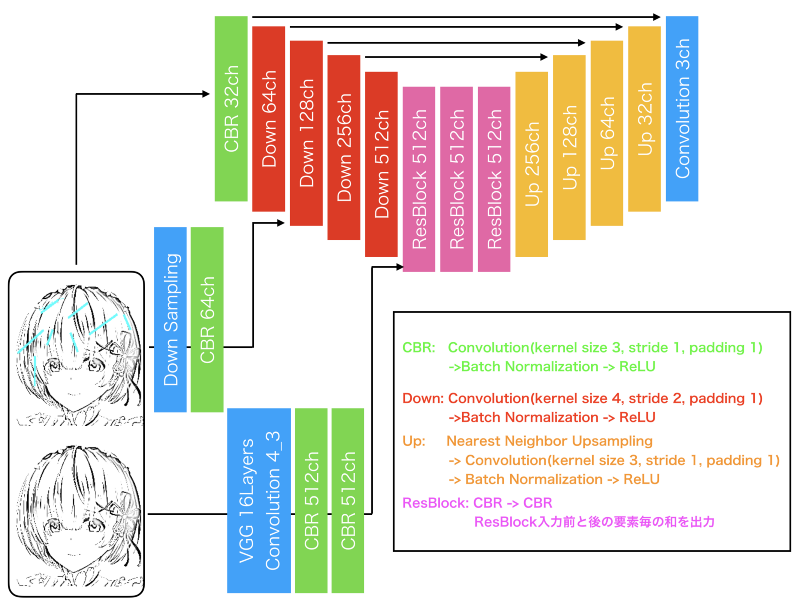 CBR 32ch
Down 64ch
Down 128ch
Down 256ch
Down 512ch
ResBlock 512ch
ResBlock 512ch
ResBlock 512ch
Up 256ch
Up 128ch
Up 64ch
Up 32ch
Convolution 3ch
Down Sampling
CBR 64ch
VGG 16Layers
Convolution 4_3
CBR 512ch
CBR 512ch
CBR: Convolution(kernel size 3, stride 1, padding 1)
->Batch Normalization -> ReLU
Down: Convolution(kernel size 4, stride 2, padding 1)
->Batch Normalization -> ReLU
Up: Nearest Neighbor Upsampling
-> Convolution(kernel size 3, stride 1, padding 1)
-> Batch Normalization -> ReLU
ResBlock: CBR -> CBR
ResBlock入力前と後の要素毎の和を出力